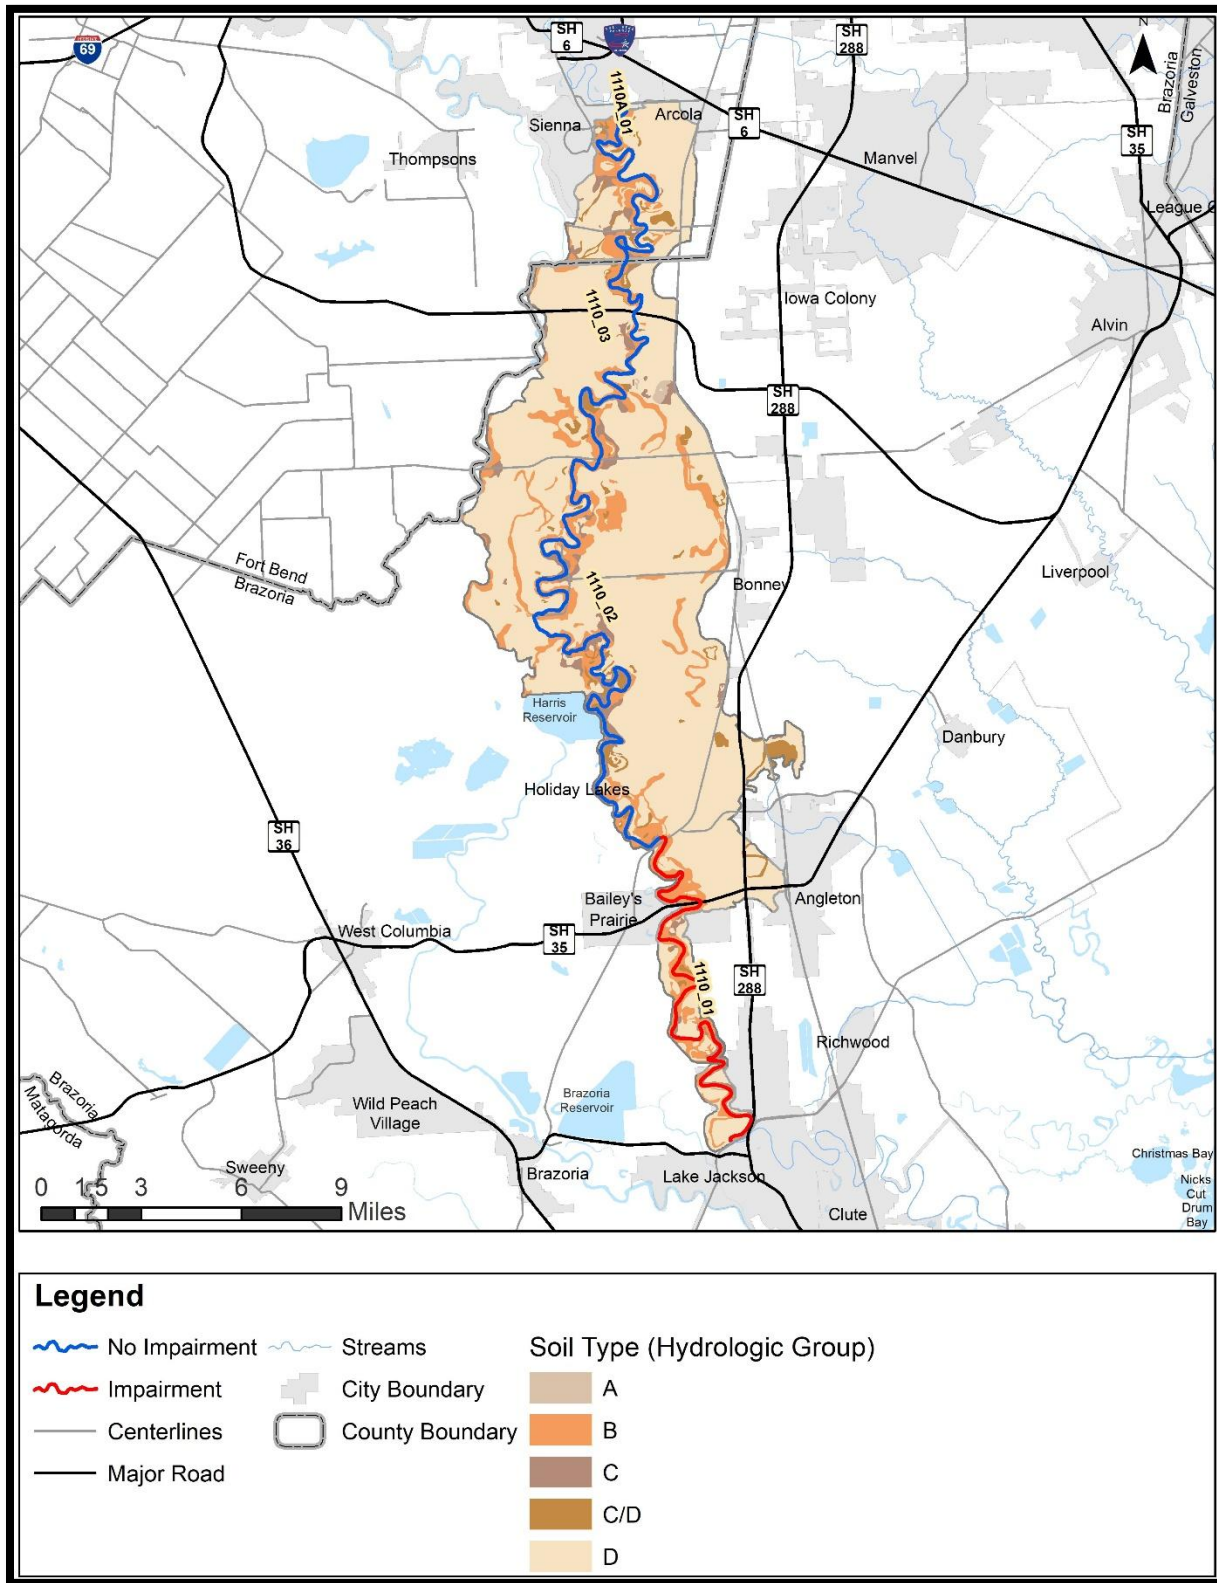 INTERSTATE
69
SH
6
SH
288
N
Brazoria
Galveston
1110A_01
Sienna
Arcola
SH
6
SH
35
Thompsons
Manvel
League C
1110_03
Iowa Colony
Alvin
SH
288
Fort Bend
Brazoria
1110_02
Bonney
Liverpool
Harris
Reservoir
Danbury
Holiday Lakes
SH
36
Bailey's
Prairie
Angleton
West Columbia
SH
35
1110_01
SH
288
Richwood
Brazoria
Matagorda
Brazoria
Reservoir
Wild Peach
Village
Sweeny
Brazoria
Lake Jackson
Christmas Bay
Nicks
Cut
Drum
Bay
Clute
0 1.5 3 6 9
Miles
Legend
No Impairment
Streams
Soil Type (Hydrologic Group)
Impairment
City Boundary
A
Centerlines
County Boundary
B
Major Road
C
C/D
D